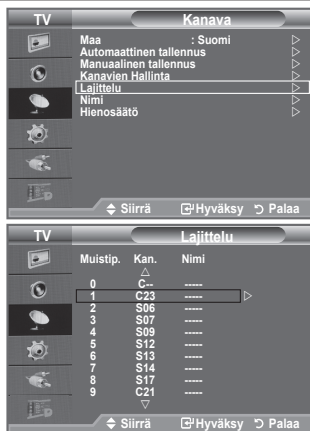 TV Kanava
Maa : Suomi ▷
Automaattinen tallennus ▷
Manuaalinen tallennus ▷
Kanavien Hallinta ▷
Lajittelu ▷
Nimi ▷
Hienosäätö ▷
Siirrä Hyväksy Palaa
TV Lajittelu
Muistip. Kan. Nimi
△
0 C-- -----
1 C23 ----- ▷
2 S06 -----
3 S07 -----
4 S09 -----
5 S12 -----
6 S13 -----
7 S14 -----
8 S17 -----
9 C21 -----
▽
Siirrä Hyväksy Palaa